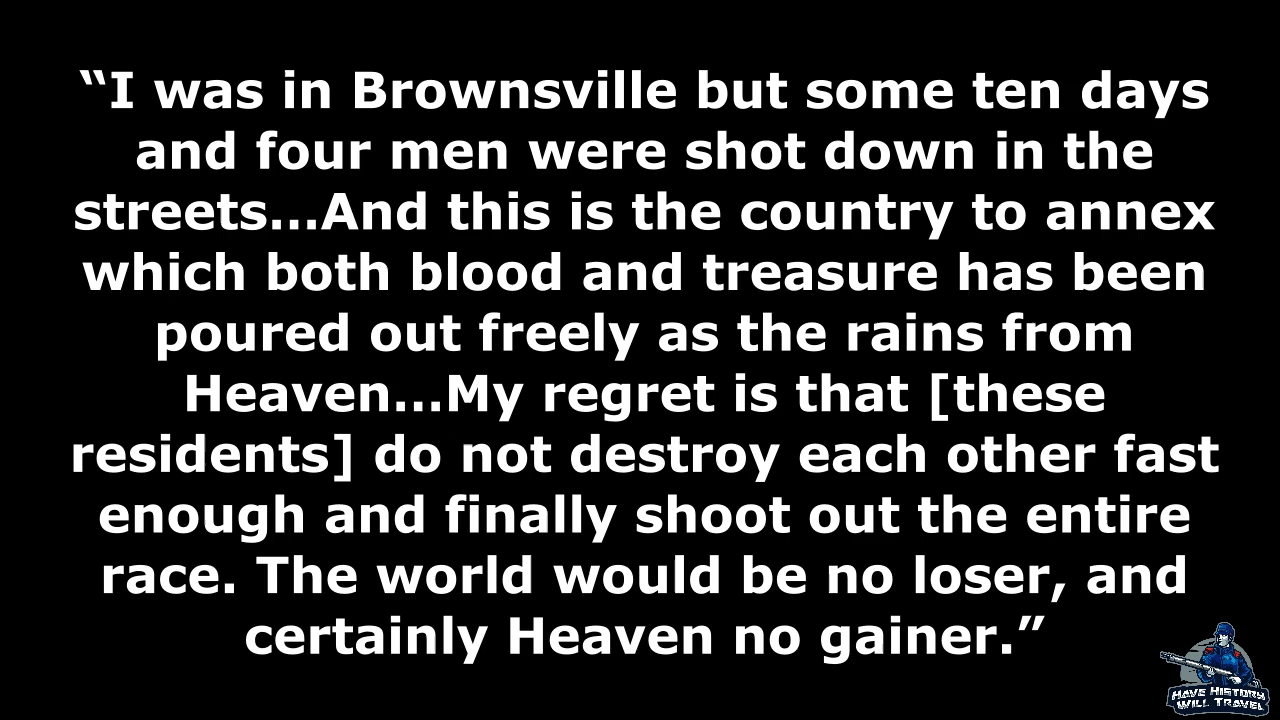 “I was in Brownsville but some ten days
and four men were shot down in the
streets…And this is the country to annex
which both blood and treasure has been
poured out freely as the rains from
Heaven…My regret is that [these
residents] do not destroy each other fast
enough and finally shoot out the entire
race. The world would be no loser, and
certainly Heaven no gainer.”
HAVE HISTORY
WILL TRAVEL